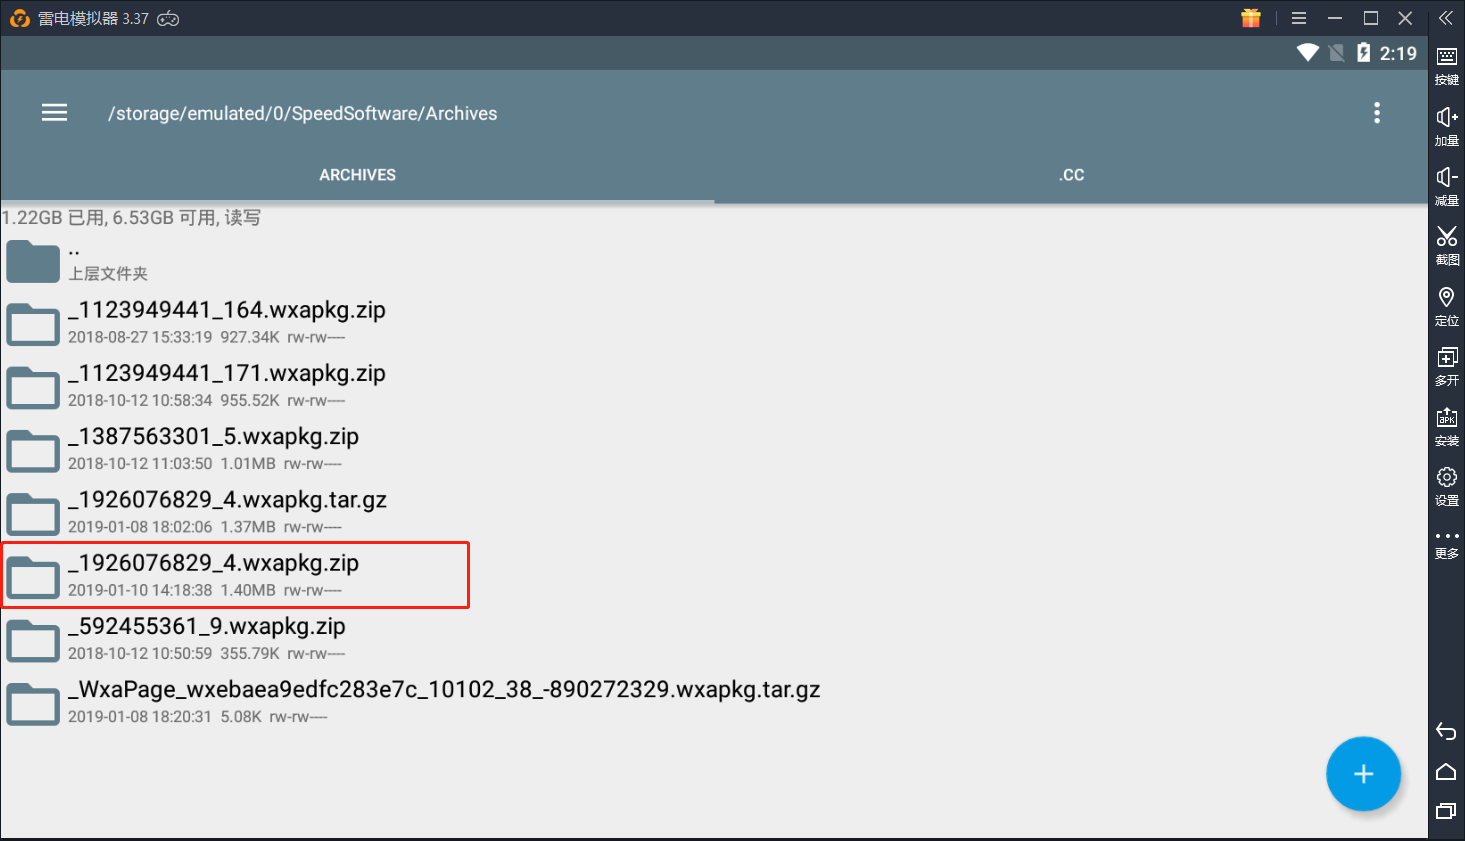 雷电模拟器 3.37
2:19
/storage/emulated/0/SpeedSoftware/Archives
ARCHIVES
.CC
1.22GB 已用, 6.53GB 可用, 读写
..
上层文件夹
_1123949441_164.wxapkg.zip
2018-08-27 15:33:19 927.34K rw-rw----
_1123949441_171.wxapkg.zip
2018-10-12 10:58:34 955.52K rw-rw----
_1387563301_5.wxapkg.zip
2018-10-12 11:03:50 1.01MB rw-rw----
_1926076829_4.wxapkg.tar.gz
2019-01-08 18:02:06 1.37MB rw-rw----
_1926076829_4.wxapkg.zip
2019-01-10 14:18:38 1.40MB rw-rw----
_592455361_9.wxapkg.zip
2018-10-12 10:50:59 355.79K rw-rw----
_WxaPage_wxebaea9edfc283e7c_10102_38_-890272329.wxapkg.tar.gz
2019-01-08 18:20:31 5.08K rw-rw----
按键
加量
减量
截图
定位
多开
APK
安装
设置
更多